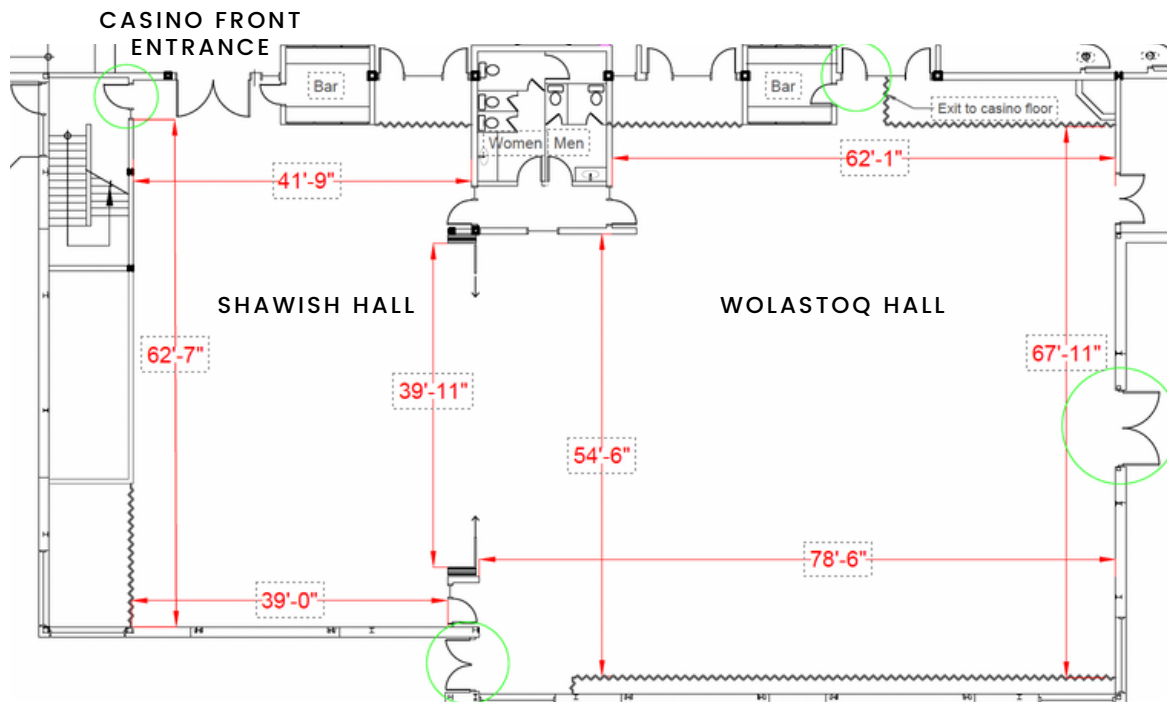 CASINO FRONT
ENTRANCE
Bar
Bar
Exit to casino floor
Women
Men
62'-1"
41'-9"
SHAWISH HALL
WOLASTOQ HALL
62'-7"
67'-11"
39'-11"
54'-6"
78'-6"
39'-0"